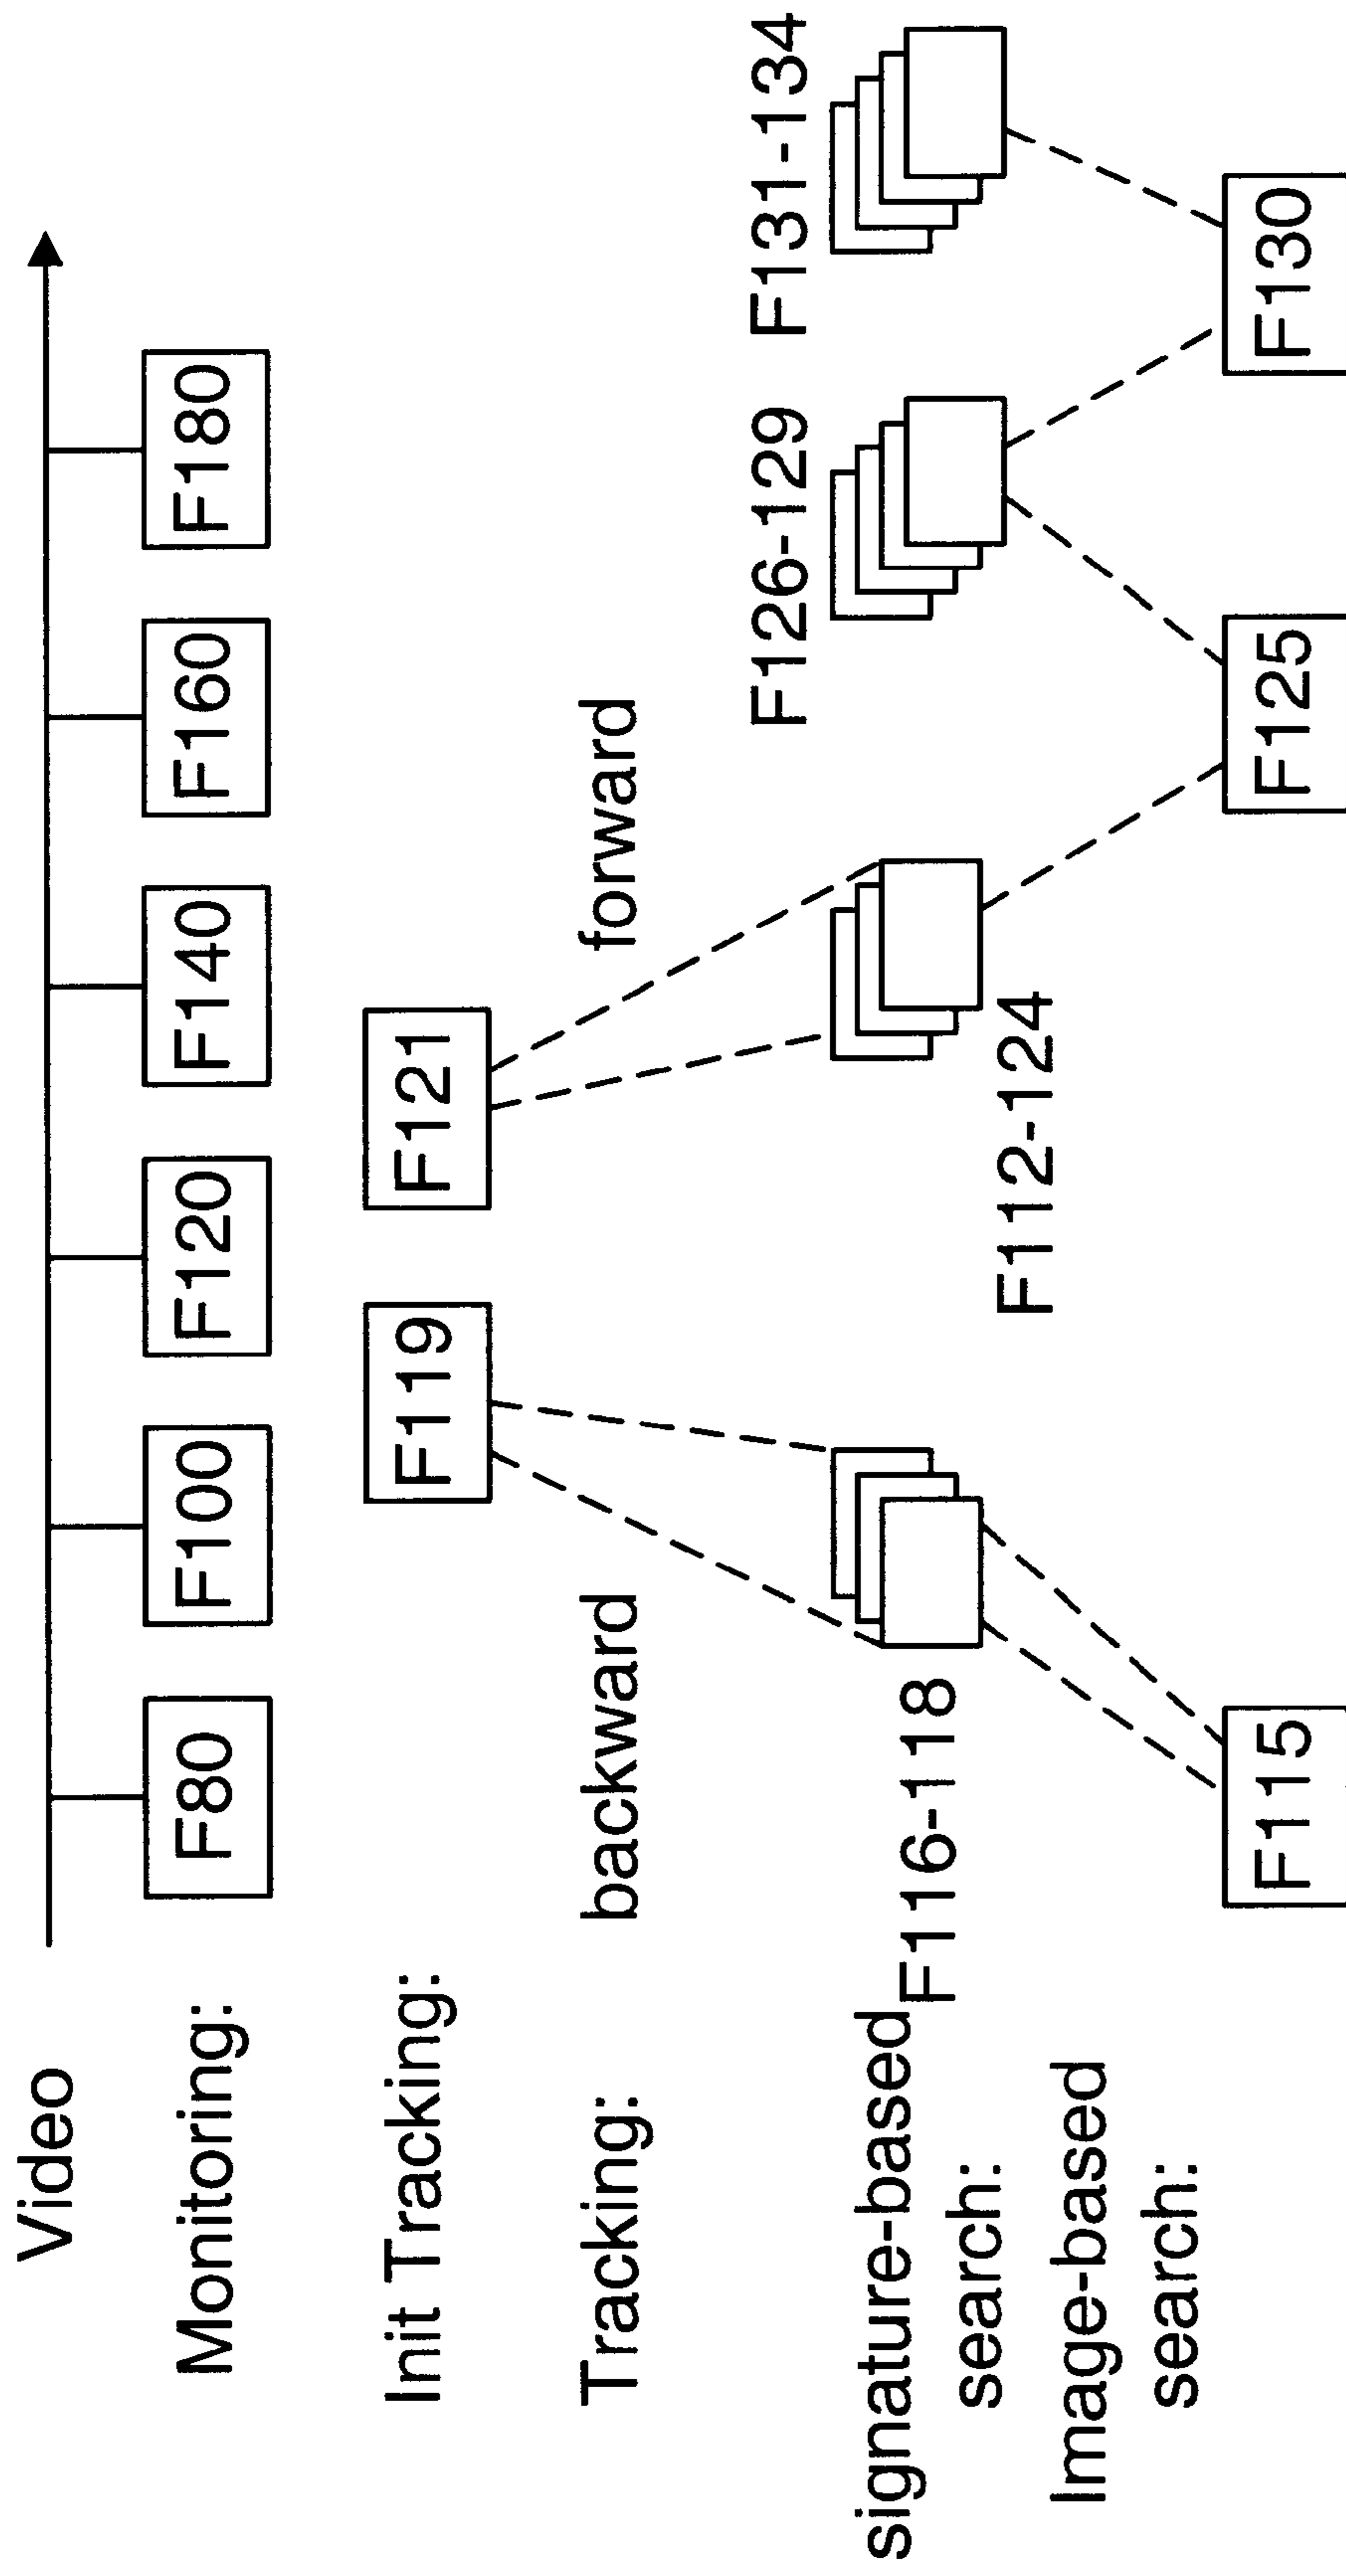 Video
Monitoring:
F80
F100
F120
F140
F160
F180
Init Tracking:
F119
F121
Tracking:
backward
forward
signature-based
search:
F116-118
F112-124
F126-129
F131-134
Image-based
search:
F115
F125
F130